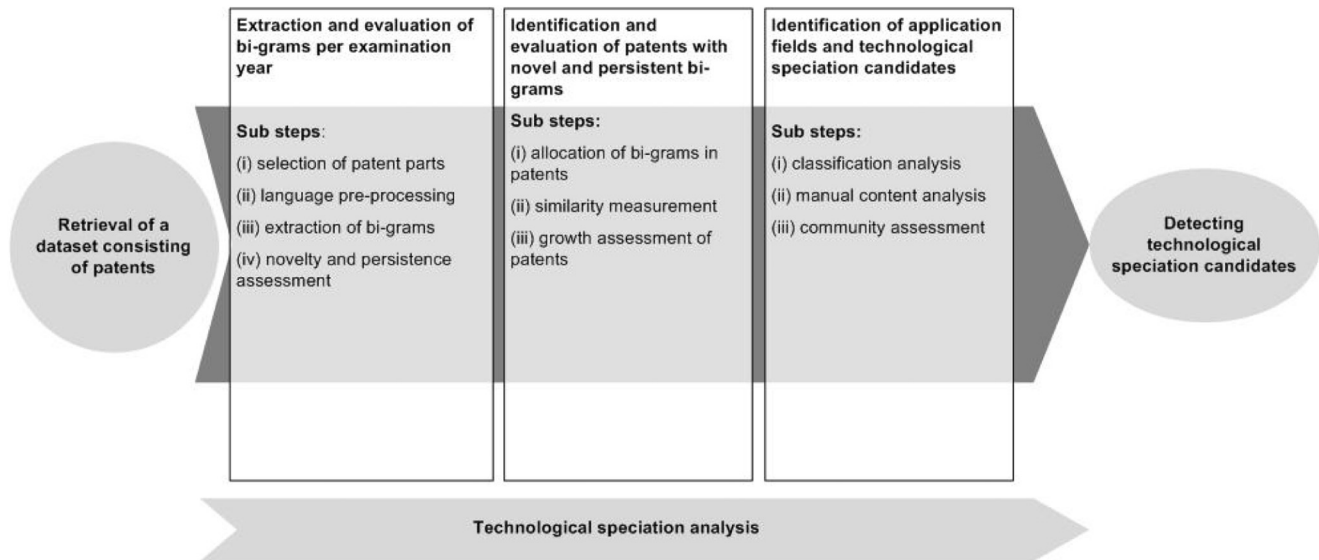 Retrieval of a
dataset consisting
of patents
Extraction and evaluation of
bi-grams per examination
year
Sub steps:
(i) selection of patent parts
(ii) language pre-processing
(iii) extraction of bi-grams
(iv) novelty and persistence
assessment
Identification and
evaluation of patents with
novel and persistent bi-
grams
Sub steps:
(i) allocation of bi-grams in
patents
(ii) similarity measurement
(iii) growth assessment of
patents
Identification of application
fields and technological
speciation candidates
Sub steps:
(i) classification analysis
(ii) manual content analysis
(iii) community assessment
Detecting
technological
speciation candidates
Technological speciation analysis